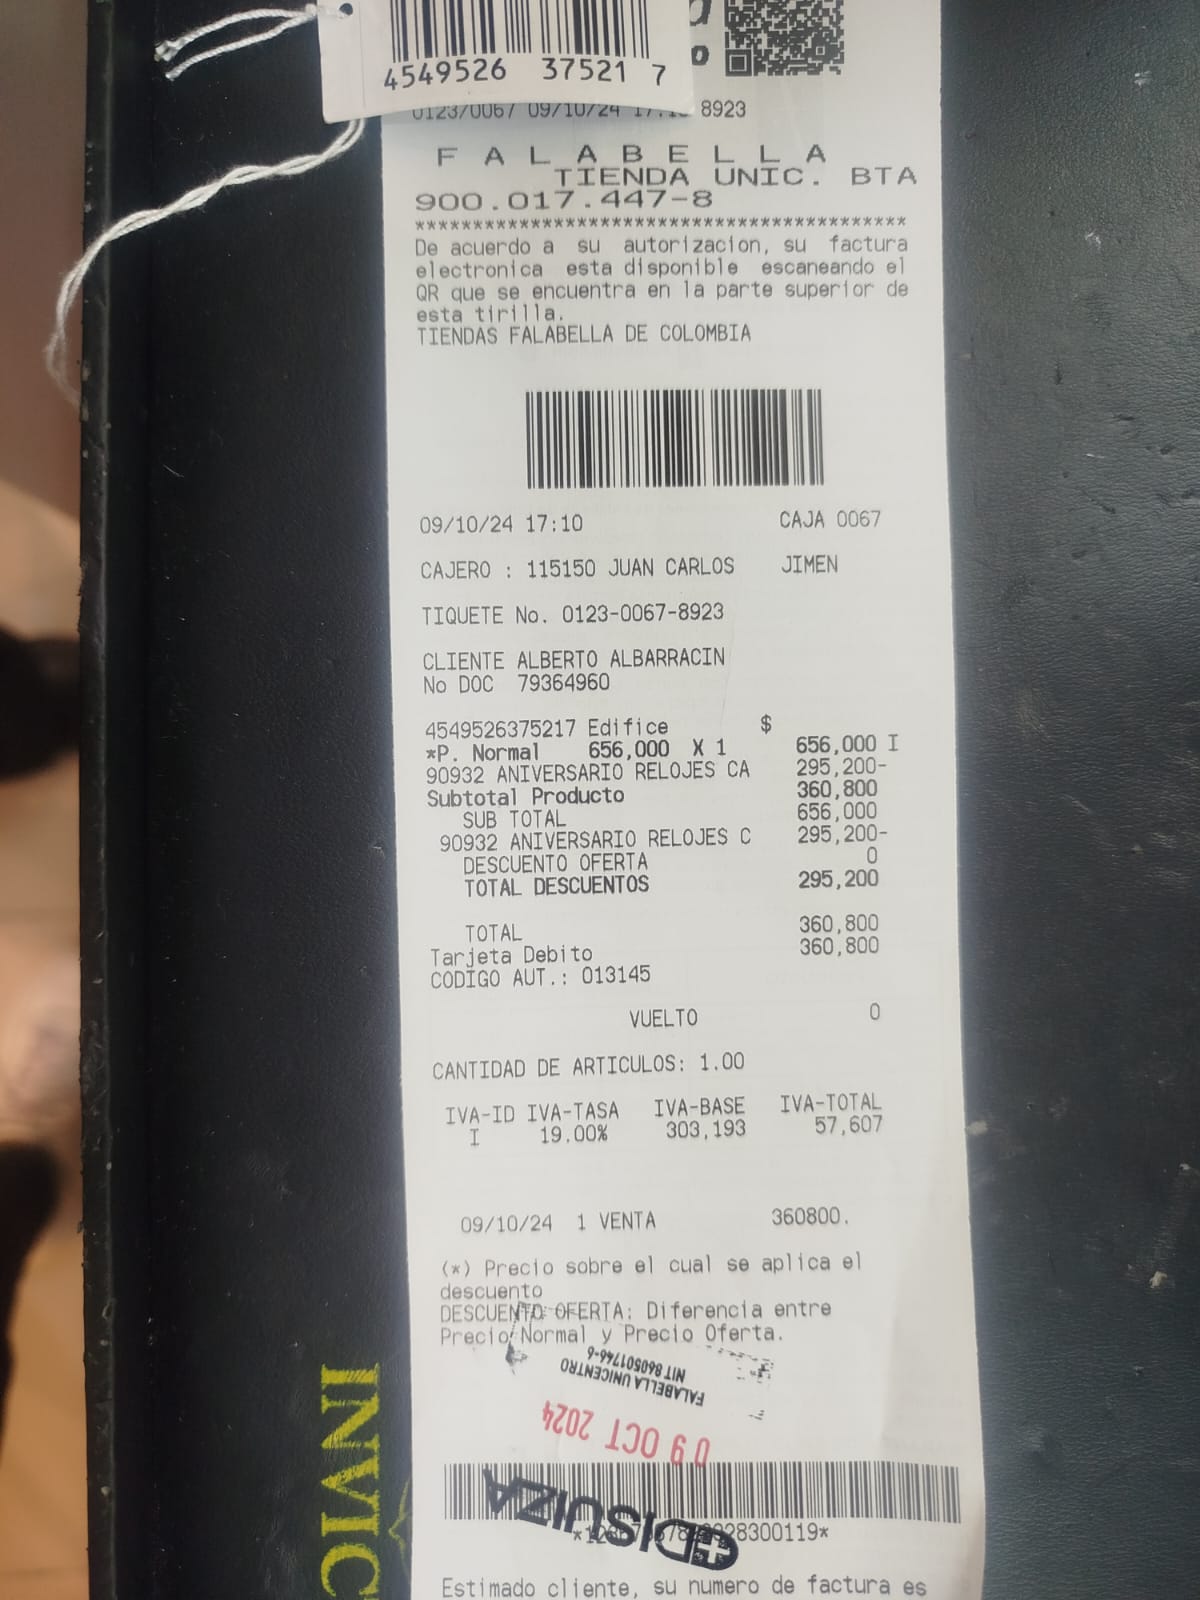 4549526 37521 7
0123/0067 09/10/24 17:10 8923
FALABELLA
TIENDA UNIC. BTA
900.017.447-8
******************************************
De acuerdo a su autorizacion, su factura
electronica esta disponible escaneando el
QR que se encuentra en la parte superior de
esta tirilla.
TIENDAS FALABELLA DE COLOMBIA
09/10/24 17:10 CAJA 0067
CAJERO : 115150 JUAN CARLOS JIMEN
TIQUETE No. 0123-0067-8923
CLIENTE ALBERTO ALBARRACIN
No DOC 79364960
4549526375217 Edifice $
*P. Normal 656,000 X 1 656,000 I
90932 ANIVERSARIO RELOJES CA 295,200-
Subtotal Producto 360,800
SUB TOTAL 656,000
90932 ANIVERSARIO RELOJES C 295,200-
DESCUENTO OFERTA 0
TOTAL DESCUENTOS 295,200
TOTAL 360,800
Tarjeta Debito 360,800
CODIGO AUT.: 013145
VUELTO 0
CANTIDAD DE ARTICULOS: 1.00
IVA-ID IVA-TASA IVA-BASE IVA-TOTAL
I 19.00% 303,193 57,607
09/10/24 1 VENTA 360800.
(*) Precio sobre el cual se aplica el
descuento
DESCUENTO OFERTA: Diferencia entre
Precio Normal y Precio Oferta.
FALABELLA UNICENTRO
NIT 860501746-6
09 OCT 2024
DISUIZA
28300119*
Estimado cliente, su numero de factura es
INVIC